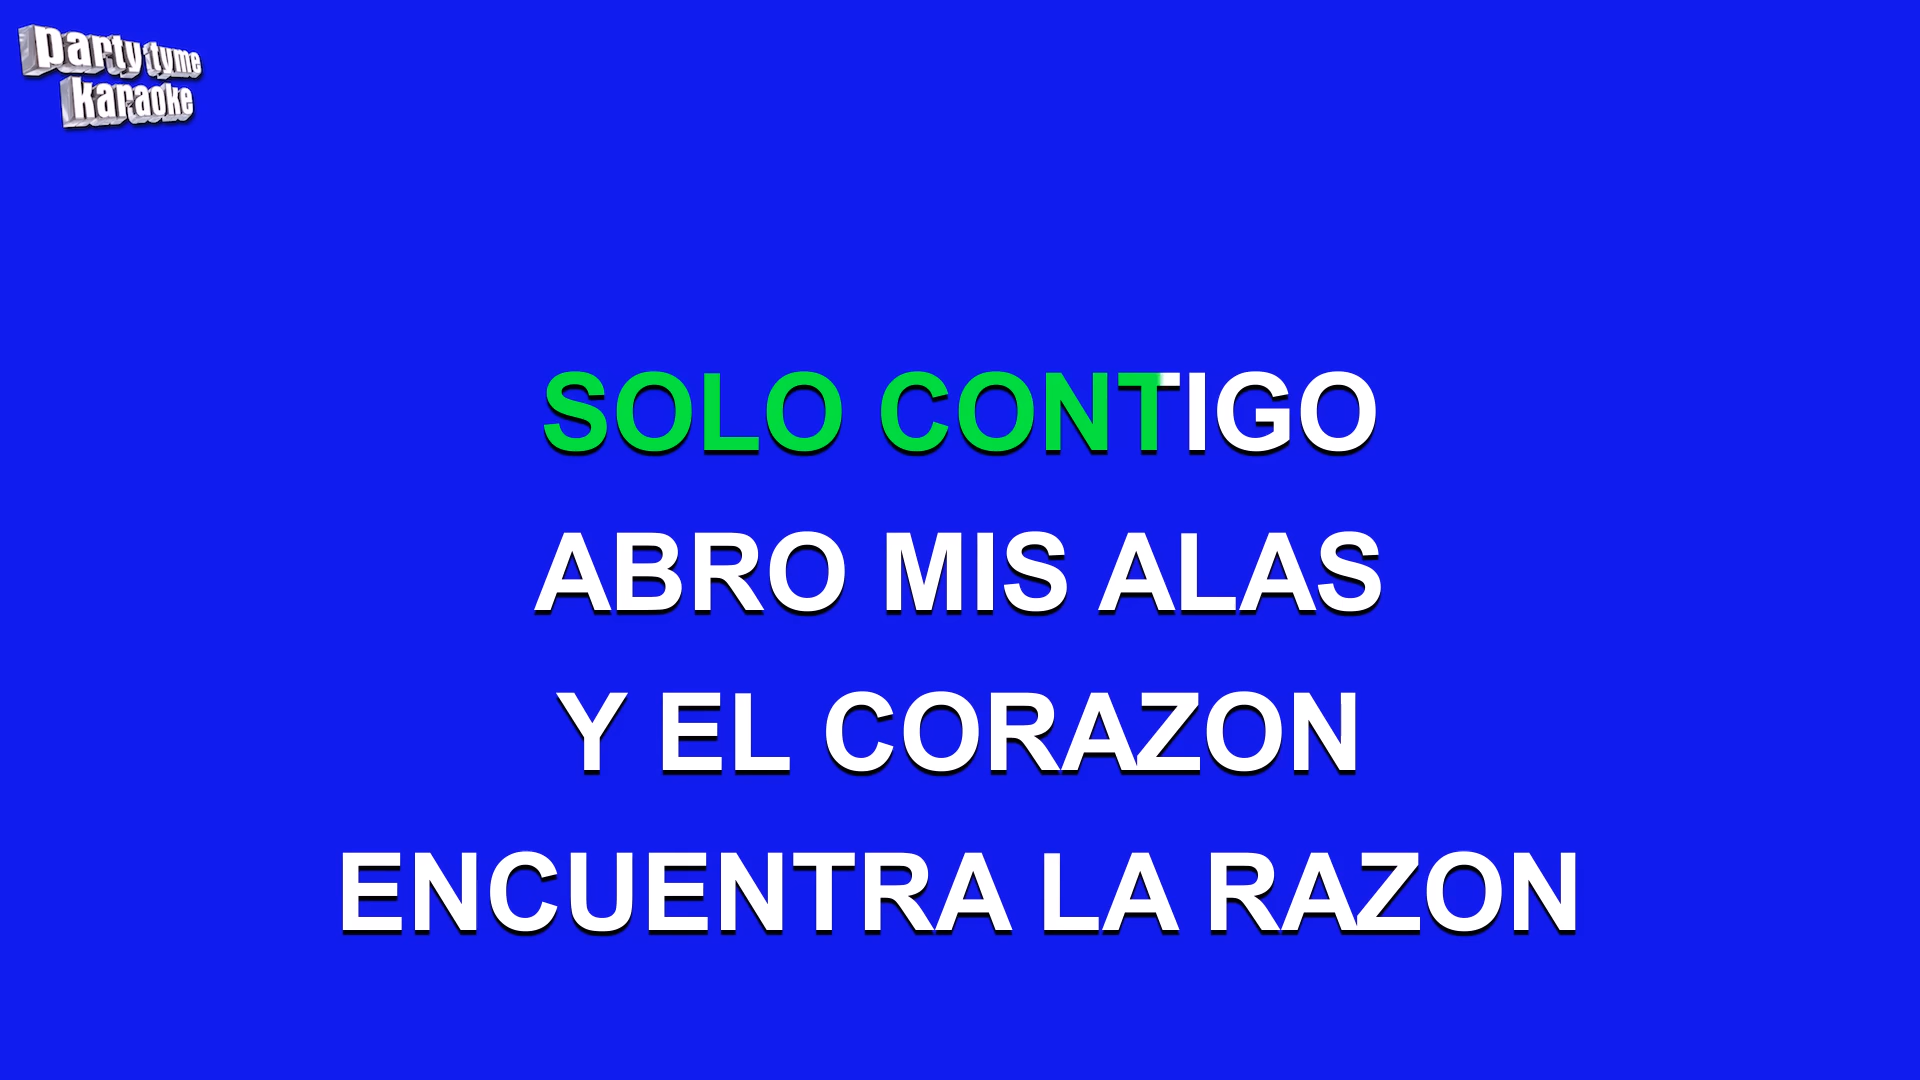 party tyme
karaoke
SOLO CONTIGO
ABRO MIS ALAS
Y EL CORAZON
ENCUENTRA LA RAZON